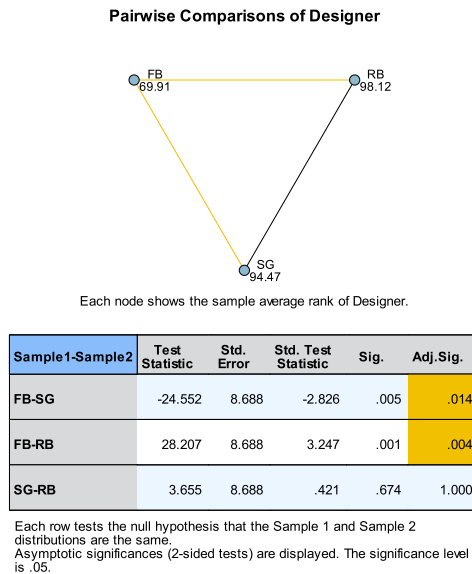 Pairwise Comparisons of Designer
FB
69.91
RB
98.12
SG
94.47
Each node shows the sample average rank of Designer.
Sample1-Sample2 Test Statistic Std. Error Std. Test Statistic Sig. Adj.Sig.
FB-SG -24.552 8.688 -2.826 .005 .014
FB-RB 28.207 8.688 3.247 .001 .004
SG-RB 3.655 8.688 .421 .674 1.000
Each row tests the null hypothesis that the Sample 1 and Sample 2
distributions are the same.
Asymptotic significances (2-sided tests) are displayed. The significance level
is .05.